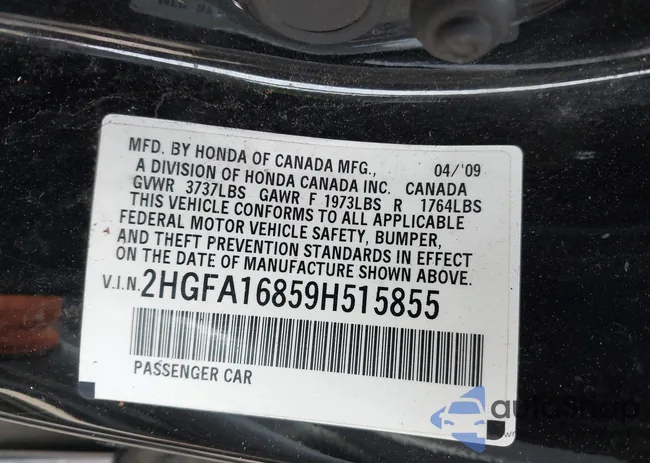 MFD. BY HONDA OF CANADA MFG., 04/'09
A DIVISION OF HONDA CANADA INC. CANADA
GVWR 3737LBS GAWR F 1973LBS R 1764LBS
THIS VEHICLE CONFORMS TO ALL APPLICABLE
FEDERAL MOTOR VEHICLE SAFETY, BUMPER,
AND THEFT PREVENTION STANDARDS IN EFFECT
ON THE DATE OF MANUFACTURE SHOWN ABOVE.
V.I.N. 2HGFA16859H515855
PASSENGER CAR